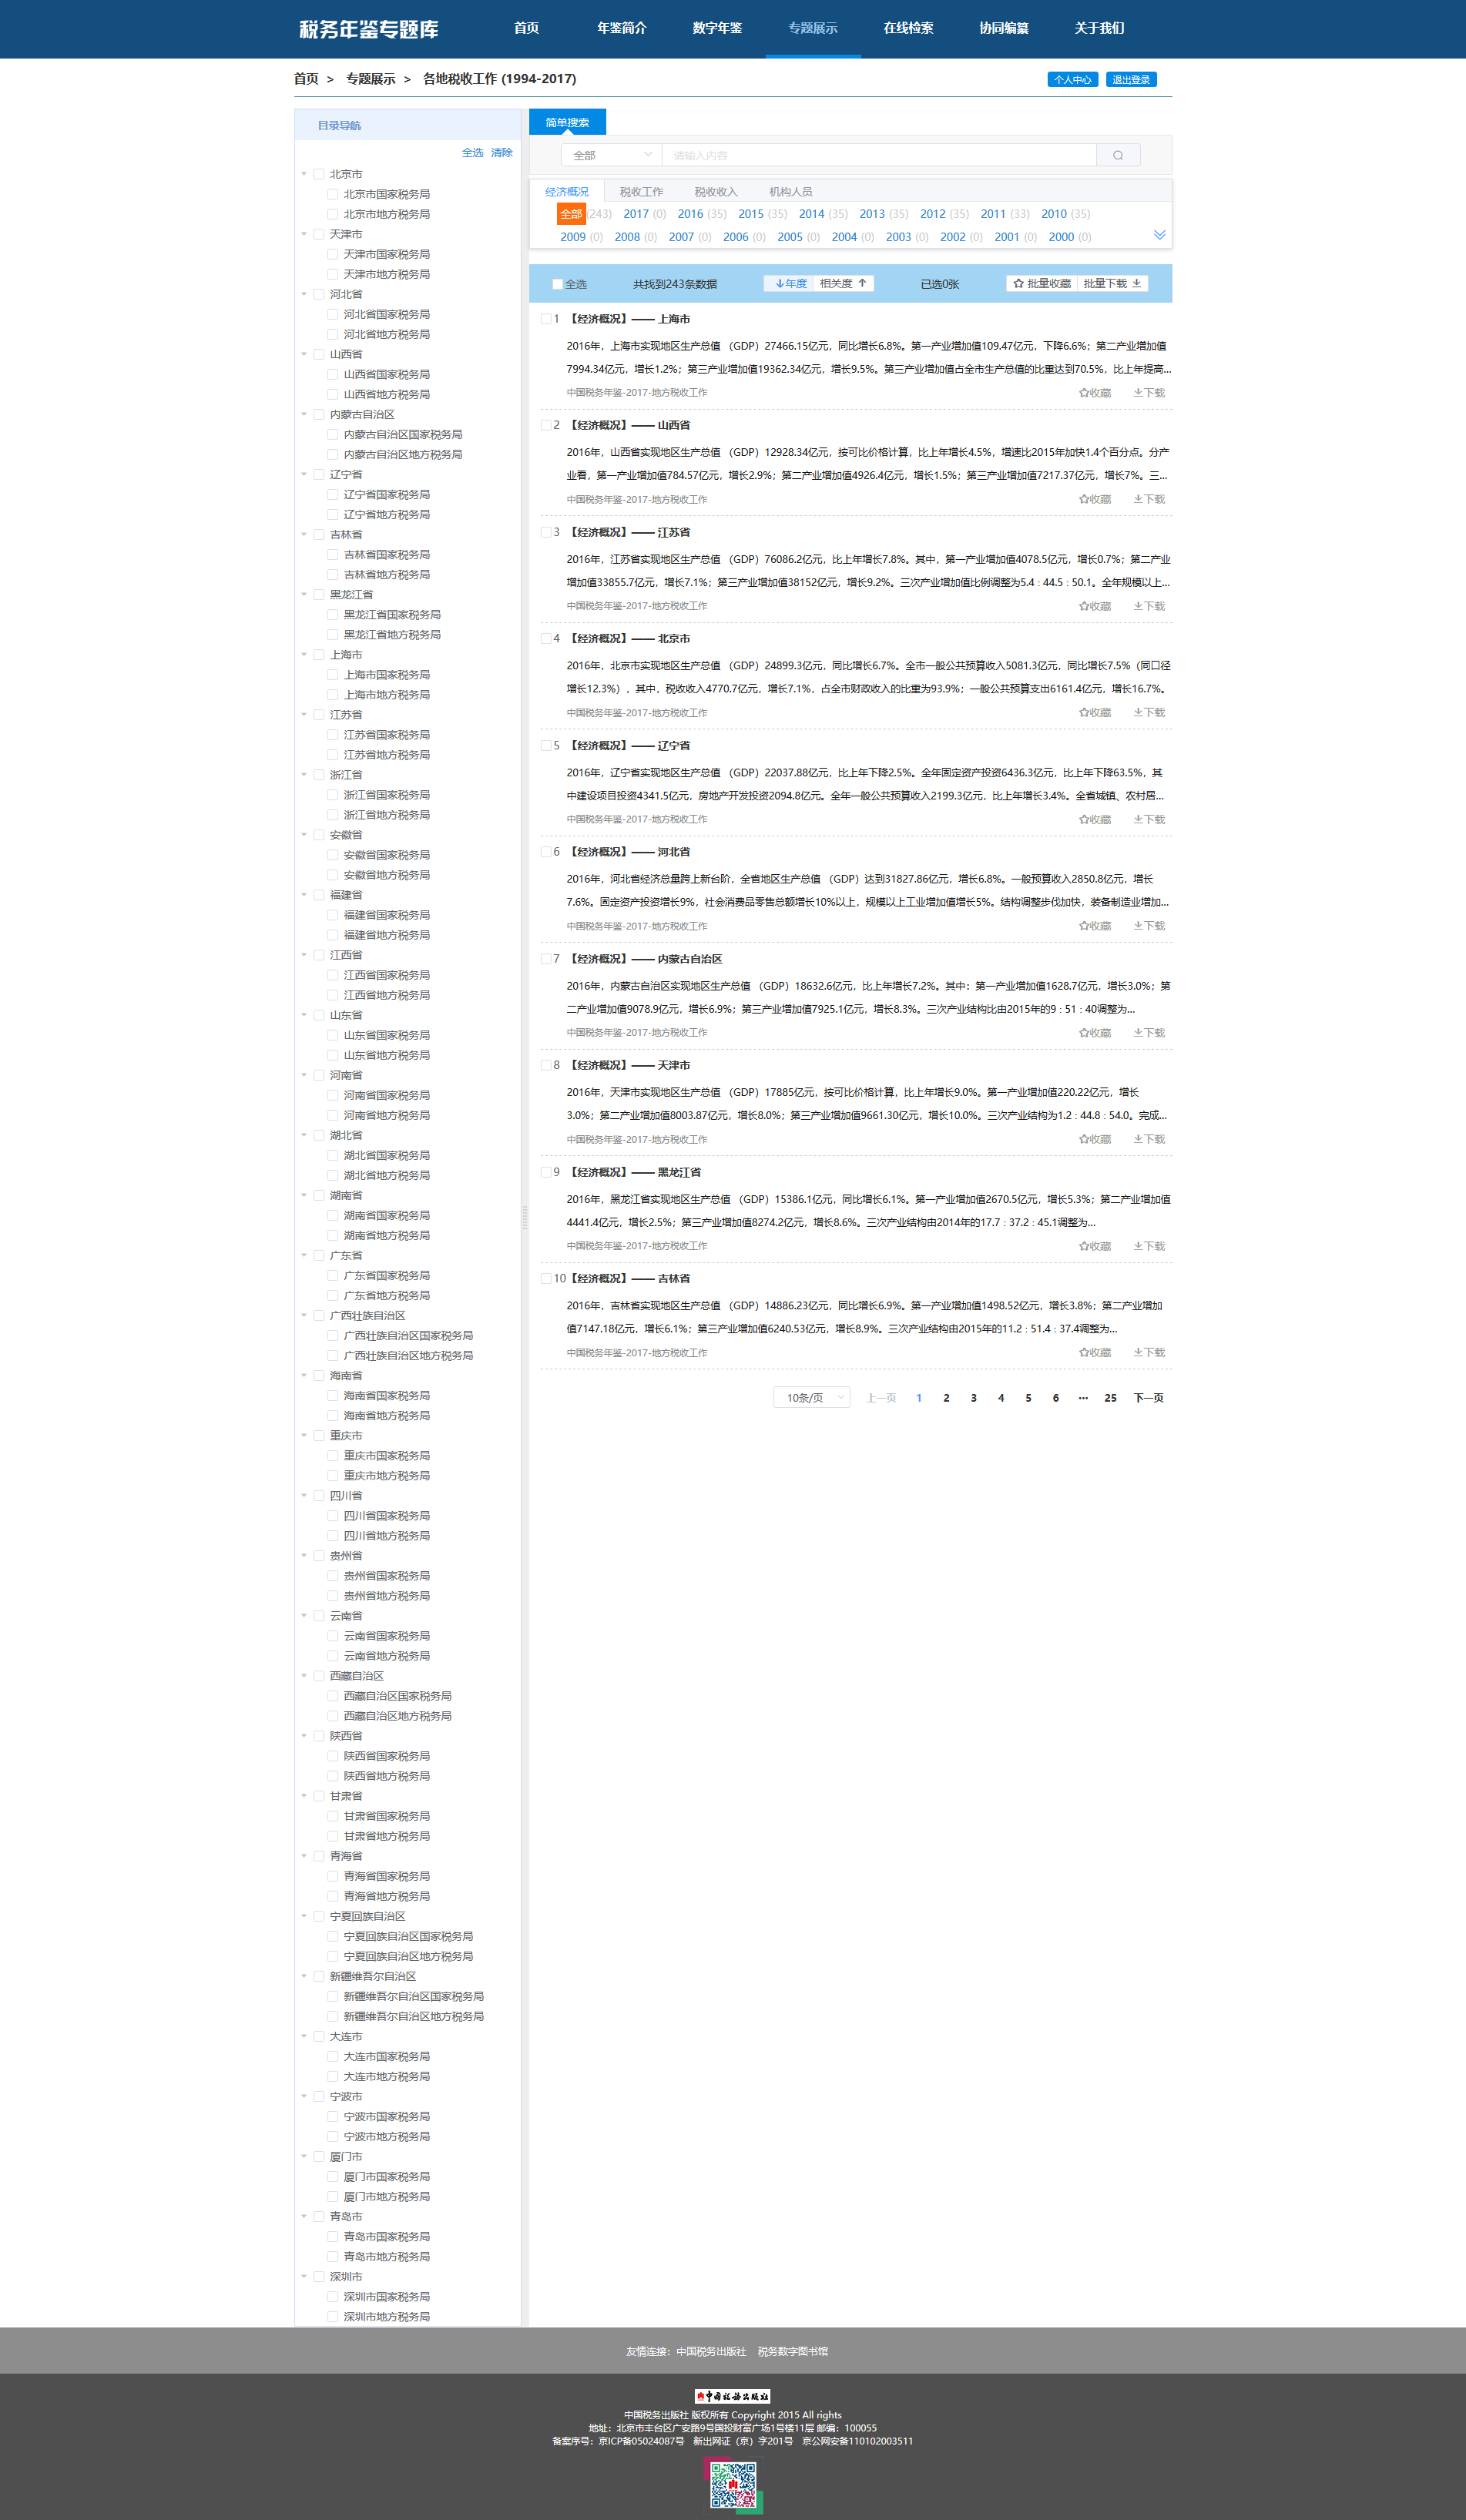 税务年鉴专题库 首页 年鉴简介 数字年鉴 专题展示 在线检索 协同编纂 关于我们
首页 > 专题展示 > 各地税收工作 (1994-2017) 个人中心 退出登录
目录导航
全选 清除
北京市
北京市国家税务局
北京市地方税务局
天津市
天津市国家税务局
天津市地方税务局
河北省
河北省国家税务局
河北省地方税务局
山西省
山西省国家税务局
山西省地方税务局
内蒙古自治区
内蒙古自治区国家税务局
内蒙古自治区地方税务局
辽宁省
辽宁省国家税务局
辽宁省地方税务局
吉林省
吉林省国家税务局
吉林省地方税务局
黑龙江省
黑龙江省国家税务局
黑龙江省地方税务局
上海市
上海市国家税务局
上海市地方税务局
江苏省
江苏省国家税务局
江苏省地方税务局
浙江省
浙江省国家税务局
浙江省地方税务局
安徽省
安徽省国家税务局
安徽省地方税务局
福建省
福建省国家税务局
福建省地方税务局
江西省
江西省国家税务局
江西省地方税务局
山东省
山东省国家税务局
山东省地方税务局
河南省
河南省国家税务局
河南省地方税务局
湖北省
湖北省国家税务局
湖北省地方税务局
湖南省
湖南省国家税务局
湖南省地方税务局
广东省
广东省国家税务局
广东省地方税务局
广西壮族自治区
广西壮族自治区国家税务局
广西壮族自治区地方税务局
海南省
海南省国家税务局
海南省地方税务局
重庆市
重庆市国家税务局
重庆市地方税务局
四川省
四川省国家税务局
四川省地方税务局
贵州省
贵州省国家税务局
贵州省地方税务局
云南省
云南省国家税务局
云南省地方税务局
西藏自治区
西藏自治区国家税务局
西藏自治区地方税务局
陕西省
陕西省国家税务局
陕西省地方税务局
甘肃省
甘肃省国家税务局
甘肃省地方税务局
青海省
青海省国家税务局
青海省地方税务局
宁夏回族自治区
宁夏回族自治区国家税务局
宁夏回族自治区地方税务局
新疆维吾尔自治区
新疆维吾尔自治区国家税务局
新疆维吾尔自治区地方税务局
大连市
大连市国家税务局
大连市地方税务局
宁波市
宁波市国家税务局
宁波市地方税务局
厦门市
厦门市国家税务局
厦门市地方税务局
青岛市
青岛市国家税务局
青岛市地方税务局
深圳市
深圳市国家税务局
深圳市地方税务局
简单搜索
全部 请输入内容
经济概况 税收工作 税收收入 机构人员
全部 (243) 2017 (0) 2016 (35) 2015 (35) 2014 (35) 2013 (35) 2012 (35) 2011 (33) 2010 (35)
2009 (0) 2008 (0) 2007 (0) 2006 (0) 2005 (0) 2004 (0) 2003 (0) 2002 (0) 2001 (0) 2000 (0)
全选 共找到243条数据 年度 相关度 已选0张 批量收藏 批量下载
1 【经济概况】—— 上海市
2016年，上海市实现地区生产总值 （GDP）27466.15亿元，同比增长6.8%。第一产业增加值109.47亿元，下降6.6%；第二产业增加值
7994.34亿元，增长1.2%；第三产业增加值19362.34亿元，增长9.5%。第三产业增加值占全市生产总值的比重达到70.5%，比上年提高...
中国税务年鉴-2017-地方税收工作 收藏 下载
2 【经济概况】—— 山西省
2016年，山西省实现地区生产总值 （GDP）12928.34亿元，按可比价格计算，比上年增长4.5%，增速比2015年加快1.4个百分点。分产
业看，第一产业增加值784.57亿元，增长2.9%；第二产业增加值4926.4亿元，增长1.5%；第三产业增加值7217.37亿元，增长7%。三...
中国税务年鉴-2017-地方税收工作 收藏 下载
3 【经济概况】—— 江苏省
2016年，江苏省实现地区生产总值 （GDP）76086.2亿元，比上年增长7.8%。其中，第一产业增加值4078.5亿元，增长0.7%；第二产业
增加值33855.7亿元，增长7.1%；第三产业增加值38152亿元，增长9.2%。三次产业增加值比例调整为5.4 : 44.5 : 50.1。全年规模以上...
中国税务年鉴-2017-地方税收工作 收藏 下载
4 【经济概况】—— 北京市
2016年，北京市实现地区生产总值 （GDP）24899.3亿元，同比增长6.7%。全市一般公共预算收入5081.3亿元，同比增长7.5%（同口径
增长12.3%），其中，税收收入4770.7亿元，增长7.1%，占全市财政收入的比重为93.9%；一般公共预算支出6161.4亿元，增长16.7%。
中国税务年鉴-2017-地方税收工作 收藏 下载
5 【经济概况】—— 辽宁省
2016年，辽宁省实现地区生产总值 （GDP）22037.88亿元，比上年下降2.5%。全年固定资产投资6436.3亿元，比上年下降63.5%，其
中建设项目投资4341.5亿元，房地产开发投资2094.8亿元。全年一般公共预算收入2199.3亿元，比上年增长3.4%。全省城镇、农村居...
中国税务年鉴-2017-地方税收工作 收藏 下载
6 【经济概况】—— 河北省
2016年，河北省经济总量跨上新台阶，全省地区生产总值 （GDP）达到31827.86亿元，增长6.8%。一般预算收入2850.8亿元，增长
7.6%。固定资产投资增长9%，社会消费品零售总额增长10%以上，规模以上工业增加值增长5%。结构调整步伐加快，装备制造业增加...
中国税务年鉴-2017-地方税收工作 收藏 下载
7 【经济概况】—— 内蒙古自治区
2016年，内蒙古自治区实现地区生产总值 （GDP）18632.6亿元，比上年增长7.2%。其中：第一产业增加值1628.7亿元，增长3.0%；第
二产业增加值9078.9亿元，增长6.9%；第三产业增加值7925.1亿元，增长8.3%。三次产业结构比由2015年的9 : 51 : 40调整为...
中国税务年鉴-2017-地方税收工作 收藏 下载
8 【经济概况】—— 天津市
2016年，天津市实现地区生产总值 （GDP）17885亿元，按可比价格计算，比上年增长9.0%。第一产业增加值220.22亿元，增长
3.0%；第二产业增加值8003.87亿元，增长8.0%；第三产业增加值9661.30亿元，增长10.0%。三次产业结构为1.2 : 44.8 : 54.0。完成...
中国税务年鉴-2017-地方税收工作 收藏 下载
9 【经济概况】—— 黑龙江省
2016年，黑龙江省实现地区生产总值 （GDP）15386.1亿元，同比增长6.1%。第一产业增加值2670.5亿元，增长5.3%；第二产业增加值
4441.4亿元，增长2.5%；第三产业增加值8274.2亿元，增长8.6%。三次产业结构由2014年的17.7 : 37.2 : 45.1调整为...
中国税务年鉴-2017-地方税收工作 收藏 下载
10 【经济概况】—— 吉林省
2016年，吉林省实现地区生产总值 （GDP）14886.23亿元，同比增长6.9%。第一产业增加值1498.52亿元，增长3.8%；第二产业增加
值7147.18亿元，增长6.1%；第三产业增加值6240.53亿元，增长8.9%。三次产业结构由2015年的11.2 : 51.4 : 37.4调整为...
中国税务年鉴-2017-地方税收工作 收藏 下载
10条/页 上一页 1 2 3 4 5 6 ••• 25 下一页
友情连接：中国税务出版社 税务数字图书馆
中国税务出版社
中国税务出版社 版权所有 Copyright 2015 All rights
地址：北京市丰台区广安路9号国投财富广场1号楼11层 邮编：100055
备案序号：京ICP备05024087号 新出网证（京）字201号 京公网安备110102003511